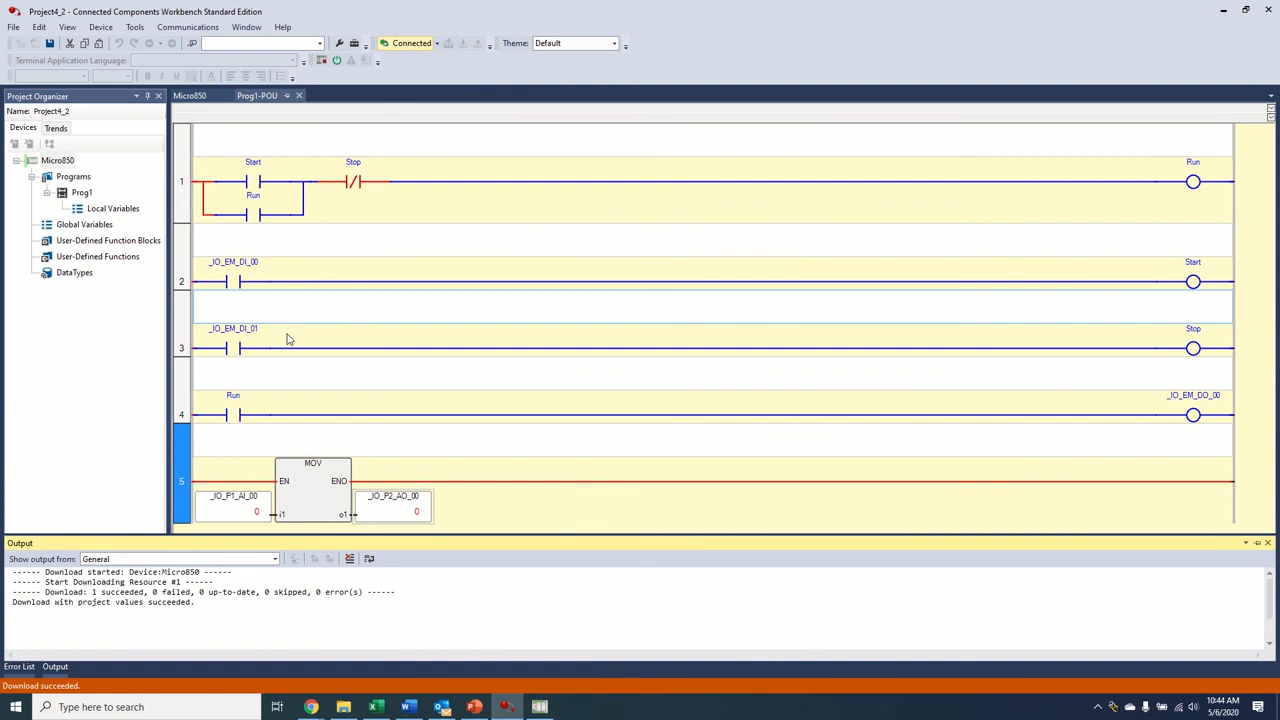 Project4_2 - Connected Components Workbench Standard Edition
File Edit View Device Tools Communications Window Help
Connected Theme: Default
Terminal Application Language:
B I U A
Project Organizer
Name: Project4_2
Devices Trends
Micro850
Programs
Prog1
Local Variables
Global Variables
User-Defined Function Blocks
User-Defined Functions
DataTypes
Micro850 Prog1-POU
Start Stop Run
1
Run
_IO_EM_DI_00 Start
2
_IO_EM_DI_01 Stop
3
Run _IO_EM_DO_00
4
MOV
5 EN ENO
_IO_P1_AI_00 _IO_P2_AO_00
0 i1 o1 0
Output
Show output from: General
------ Download started: Device:Micro850 ------
------ Start Downloading Resource #1 ------
------ Download: 1 succeeded, 0 failed, 0 up-to-date, 0 skipped, 0 error(s) ------
Download with project values succeeded.
Error List Output
Download succeeded.
Type here to search
10:44 AM
5/6/2020